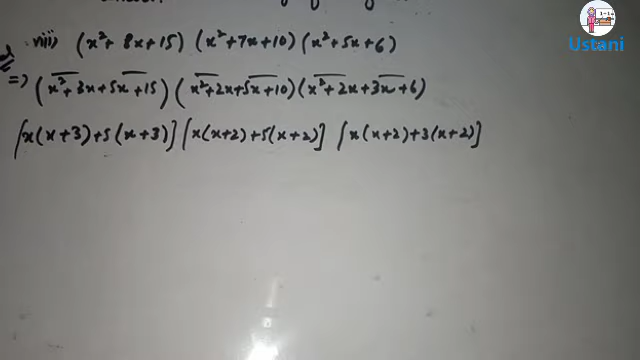 Ustani
viii) (x² + 8x + 15) (x² + 7x + 10) (x² + 5x + 6)
=> (x² + 3x + 5x + 15) (x² + 2x + 5x + 10) (x² + 2x + 3x + 6)
[x(x+3) + 5(x+3)] [x(x+2) + 5(x+2)] [x(x+2) + 3(x+2)]